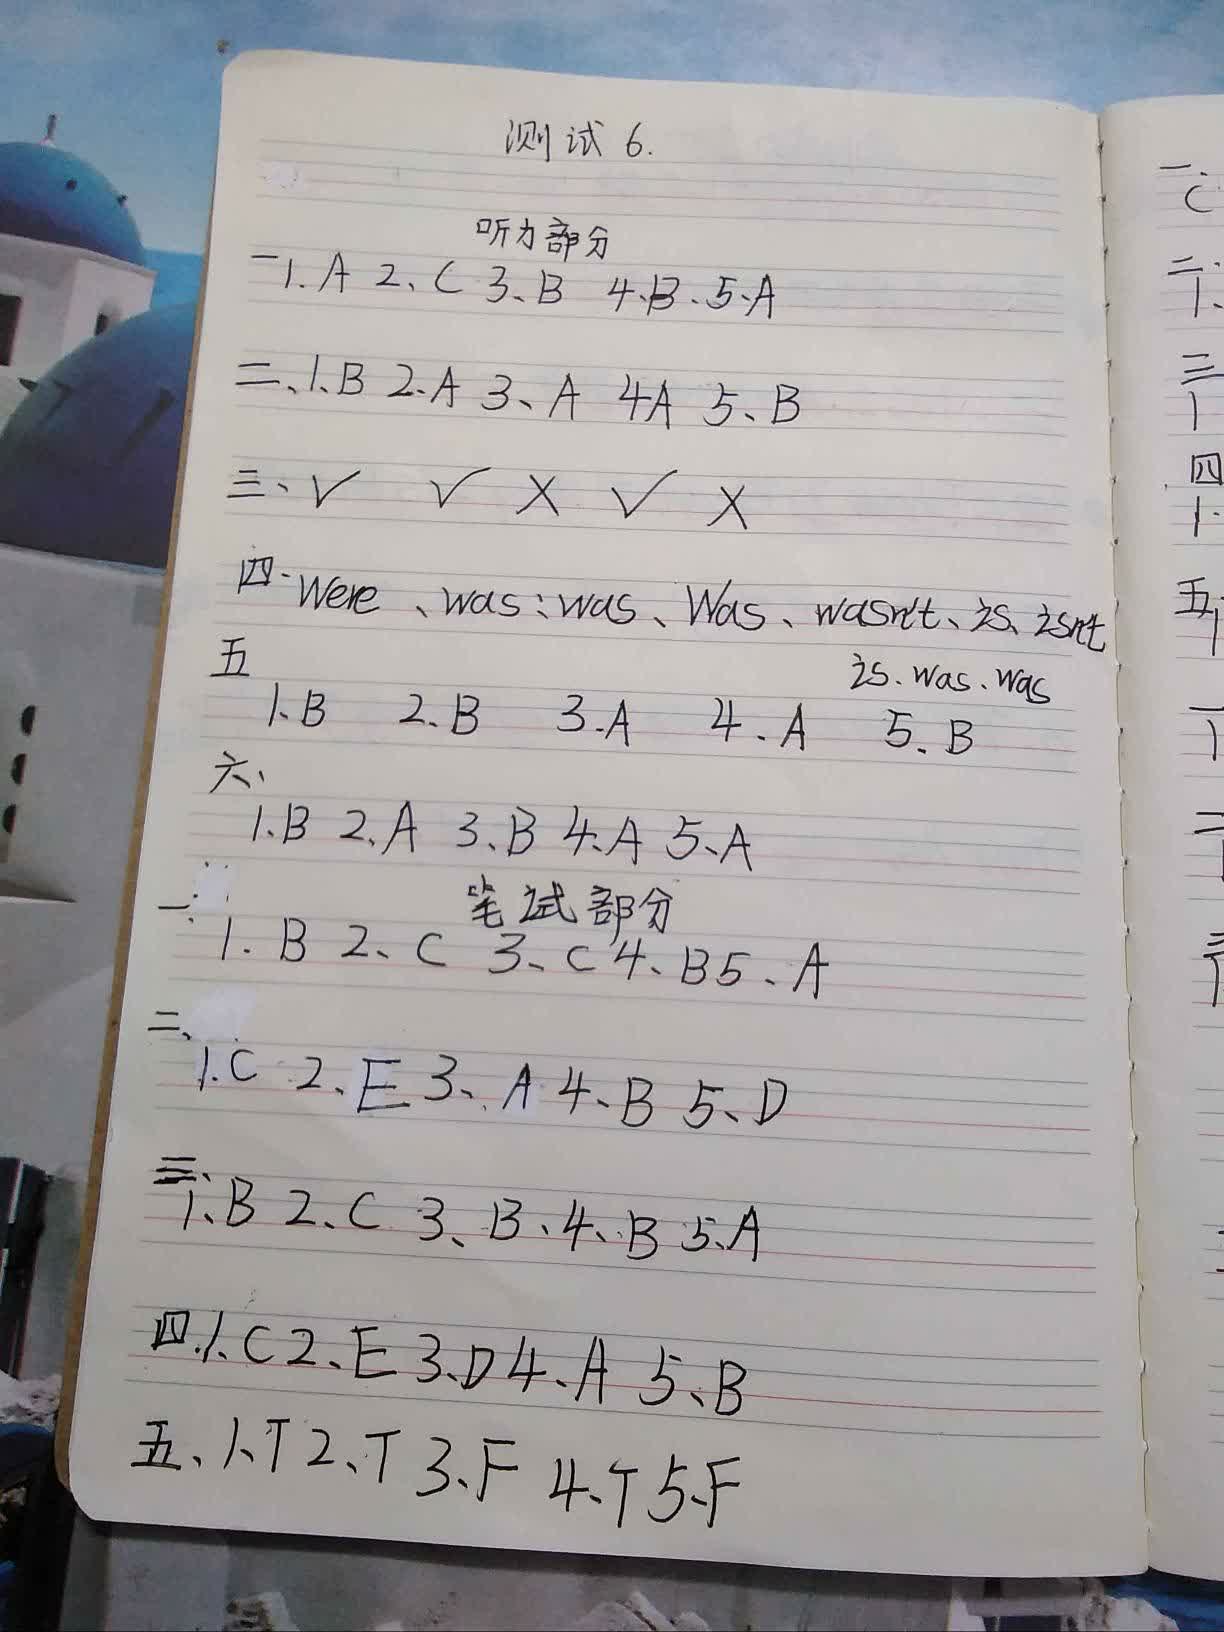 测试 6.
听力部分
一1.A 2、C 3、B 4.B、5.A
二、1、B 2.A 3、A 4A 5、B
三、✓ ✓ X ✓ X
四.Were、was:was、Was、wasn't、is、isn't
is.was.was
五
1.B 2.B 3.A 4.A 5.B
六、
1.B 2.A 3.B 4.A 5.A
笔试部分
一.
1. B 2、C 3、C 4、B 5、A
二、
1.C 2、E 3、A 4、B 5、D
三、
1、B 2、C 3、B、4、B 5.A
四.1、C 2、E 3.D 4、A 5、B
五、1、T 2、T 3、F 4、T 5.F
一.
C
二.
1、
三
1
四
1.
五